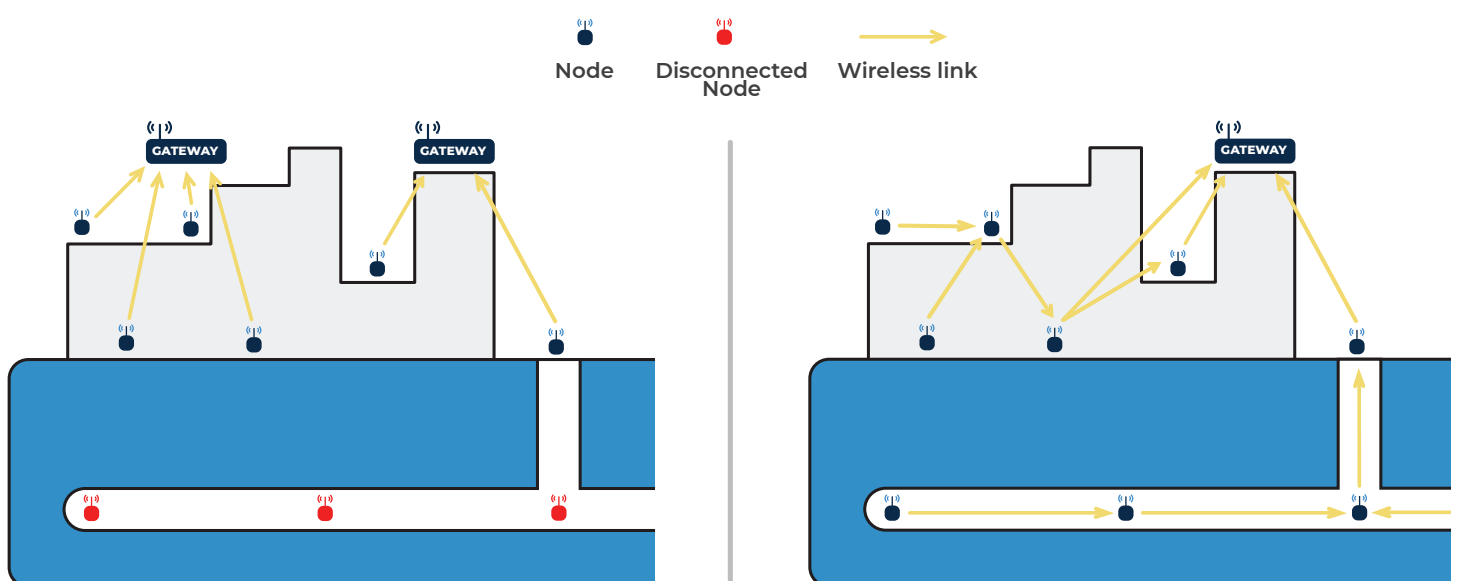 Node
Disconnected
Node
Wireless link
GATEWAY
GATEWAY
GATEWAY